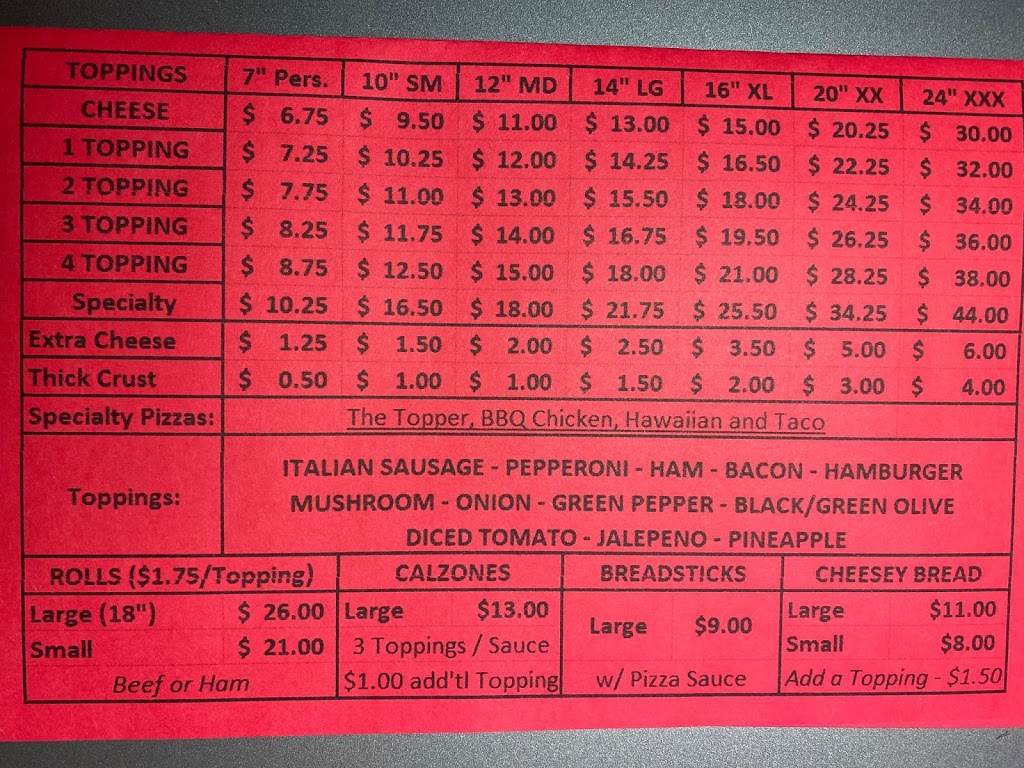 TOPPINGS 7" Pers. 10" SM 12" MD 14" LG 16" XL 20" XX 24" XXX
CHEESE $ 6.75 $ 9.50 $ 11.00 $ 13.00 $ 15.00 $ 20.25 $ 30.00
1 TOPPING $ 7.25 $ 10.25 $ 12.00 $ 14.25 $ 16.50 $ 22.25 $ 32.00
2 TOPPING $ 7.75 $ 11.00 $ 13.00 $ 15.50 $ 18.00 $ 24.25 $ 34.00
3 TOPPING $ 8.25 $ 11.75 $ 14.00 $ 16.75 $ 19.50 $ 26.25 $ 36.00
4 TOPPING $ 8.75 $ 12.50 $ 15.00 $ 18.00 $ 21.00 $ 28.25 $ 38.00
Specialty $ 10.25 $ 16.50 $ 18.00 $ 21.75 $ 25.50 $ 34.25 $ 44.00
Extra Cheese $ 1.25 $ 1.50 $ 2.00 $ 2.50 $ 3.50 $ 5.00 $ 6.00
Thick Crust $ 0.50 $ 1.00 $ 1.00 $ 1.50 $ 2.00 $ 3.00 $ 4.00
Specialty Pizzas: The Topper, BBQ Chicken, Hawaiian and Taco
Toppings:
ITALIAN SAUSAGE - PEPPERONI - HAM - BACON - HAMBURGER
MUSHROOM - ONION - GREEN PEPPER - BLACK/GREEN OLIVE
DICED TOMATO - JALEPENO - PINEAPPLE
ROLLS ($1.75/Topping)
Large (18") $ 26.00
Small $ 21.00
Beef or Ham
CALZONES
Large $13.00
3 Toppings / Sauce
$1.00 add'tl Topping
BREADSTICKS
Large $9.00
w/ Pizza Sauce
CHEESEY BREAD
Large $11.00
Small $8.00
Add a Topping - $1.50